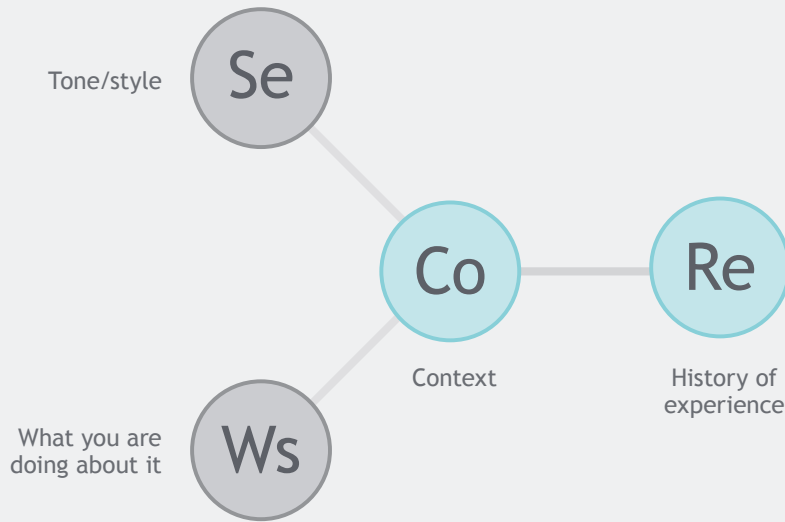 Tone/style
Se
Co
Re
Context
History of
experience
What you are
doing about it
Ws